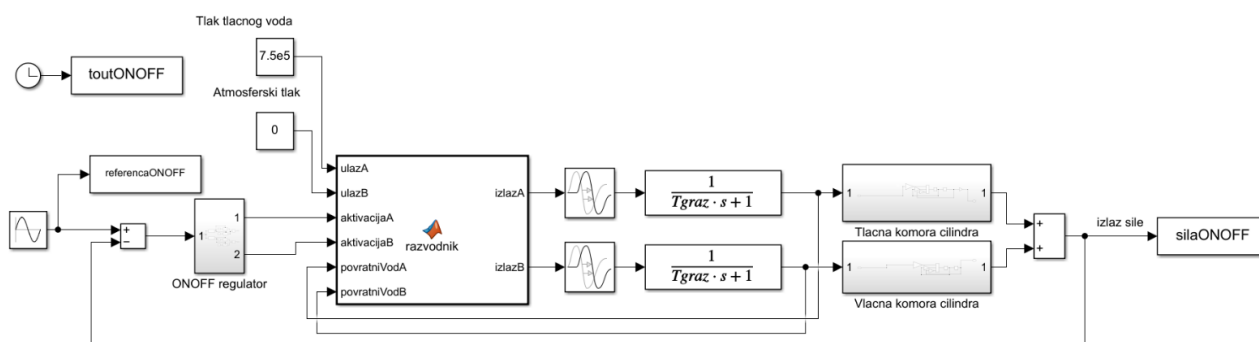 Tlak tlacnog voda
7.5e5
toutONOFF
Atmosferski tlak
0
referencaONOFF
ulazA
ulazB
aktivacijaA
aktivacijaB
povratniVodA
povratniVodB
razvodnik
izlazA
izlazB
1
Tgraz · s + 1
1
Tgraz · s + 1
1
1
Tlacna komora cilindra
1
1
Vlacna komora cilindra
+
+
izlaz sile
silaONOFF
+
−
1
1
2
ONOFF regulator